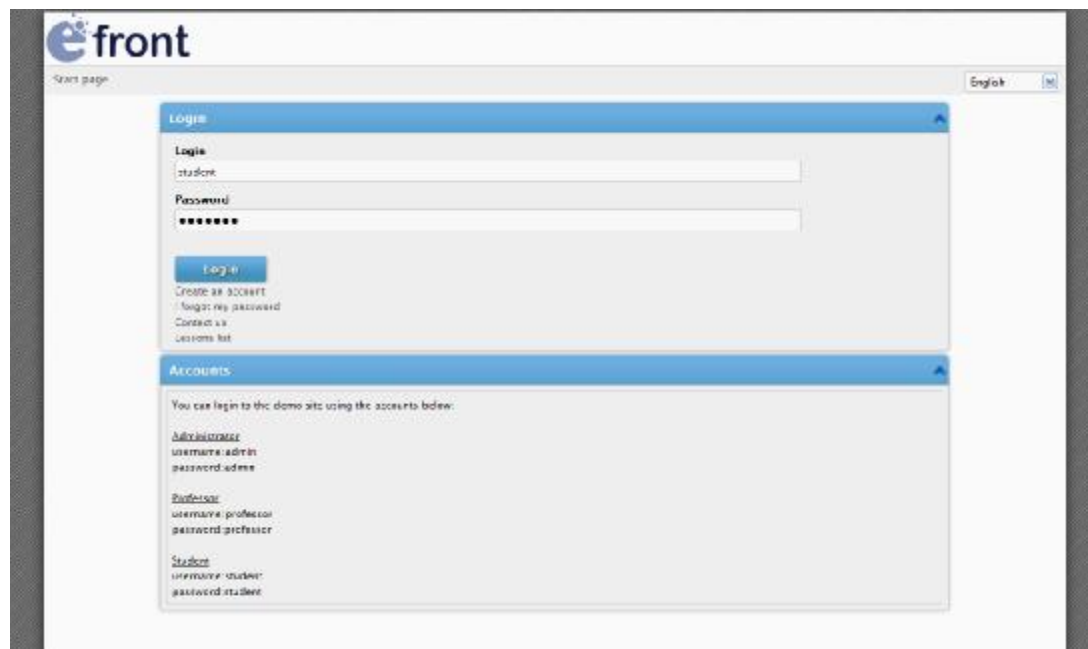 efront
Start page
English
Login
Login
student
Password
•••••••
Login
Create an account
I forgot my password
Contact us
Lessons list
Accounts
You can login to the demo site using the accounts below:
Administrator
username:admin
password:admin
Professor
username:professor
password:professor
Student
username:student
password:student